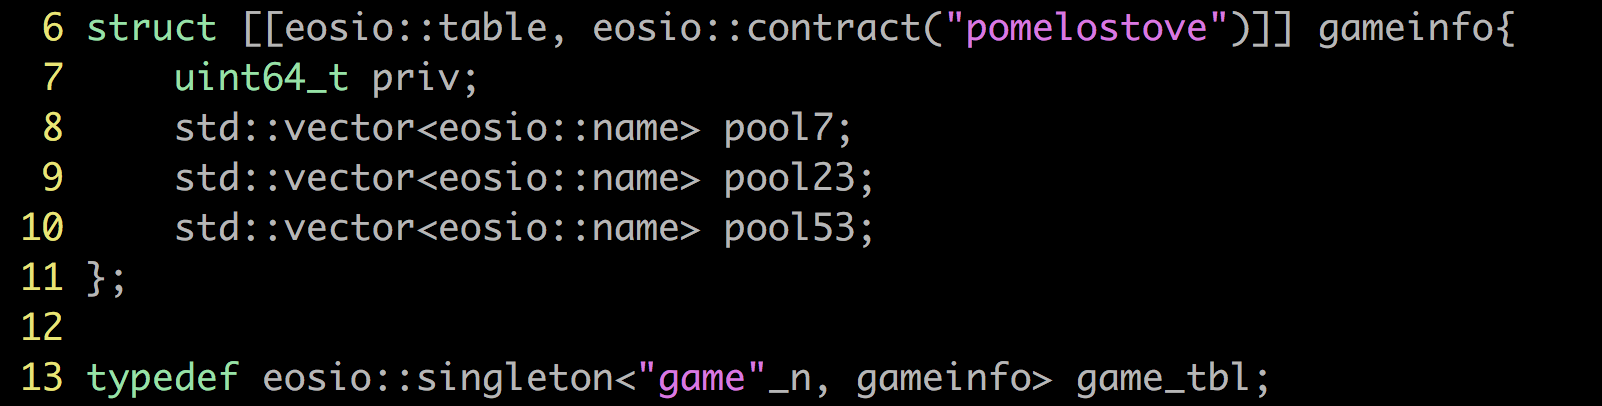 6 struct [[eosio::table, eosio::contract("pomelostove")]] gameinfo{
7     uint64_t priv;
8     std::vector<eosio::name> pool7;
9     std::vector<eosio::name> pool23;
10     std::vector<eosio::name> pool53;
11 };
12
13 typedef eosio::singleton<"game"_n, gameinfo> game_tbl;